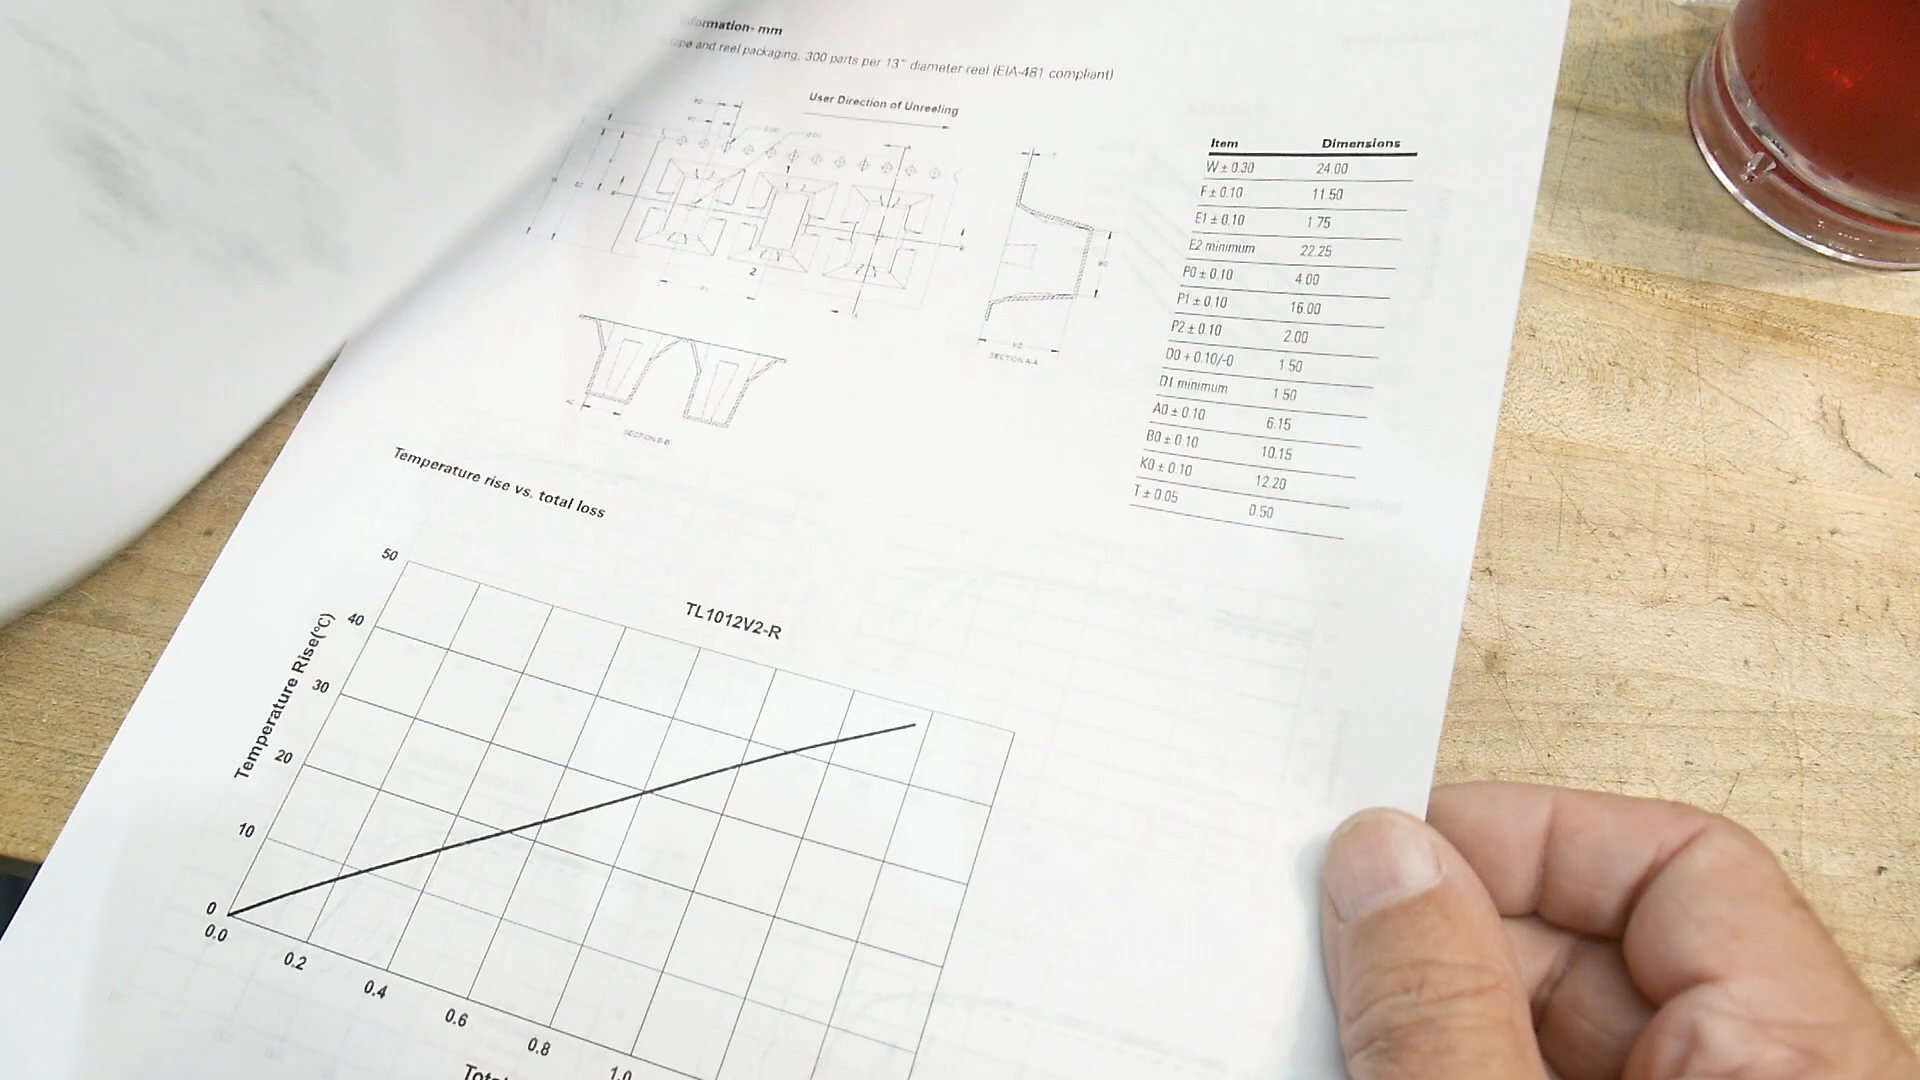 formation- mm
tape and reel packaging, 300 parts per 13" diameter reel (EIA-481 compliant)
User Direction of Unreeling
2
SECTION A-A
SECTION B-B
Item Dimensions
W ± 0.30 24.00
F ± 0.10 11.50
E1 ± 0.10 1.75
E2 minimum 22.25
P0 ± 0.10 4.00
P1 ± 0.10 16.00
P2 ± 0.10 2.00
D0 + 0.10/-0 1.50
D1 minimum 1.50
A0 ± 0.10 6.15
B0 ± 0.10 10.15
K0 ± 0.10 12.20
T ± 0.05 0.50
Temperature rise vs. total loss
TL1012V2-R
Temperature Rise(°C)
50
40
30
20
10
0
0.0 0.2 0.4 0.6 0.8 1.0